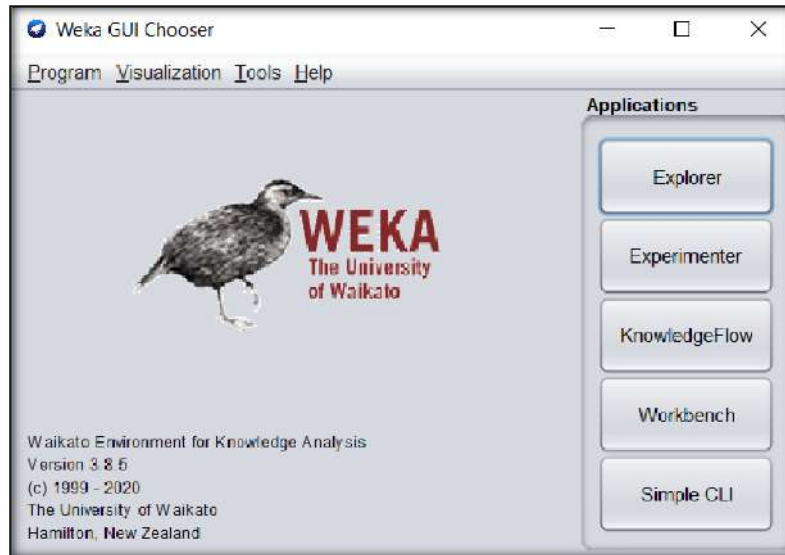 Weka GUI Chooser
Program Visualization Tools Help
Applications
Explorer
Experimenter
KnowledgeFlow
Workbench
Simple CLI
WEKA
The University
of Waikato
Waikato Environment for Knowledge Analysis
Version 3.8.5
(c) 1999 - 2020
The University of Waikato
Hamilton, New Zealand